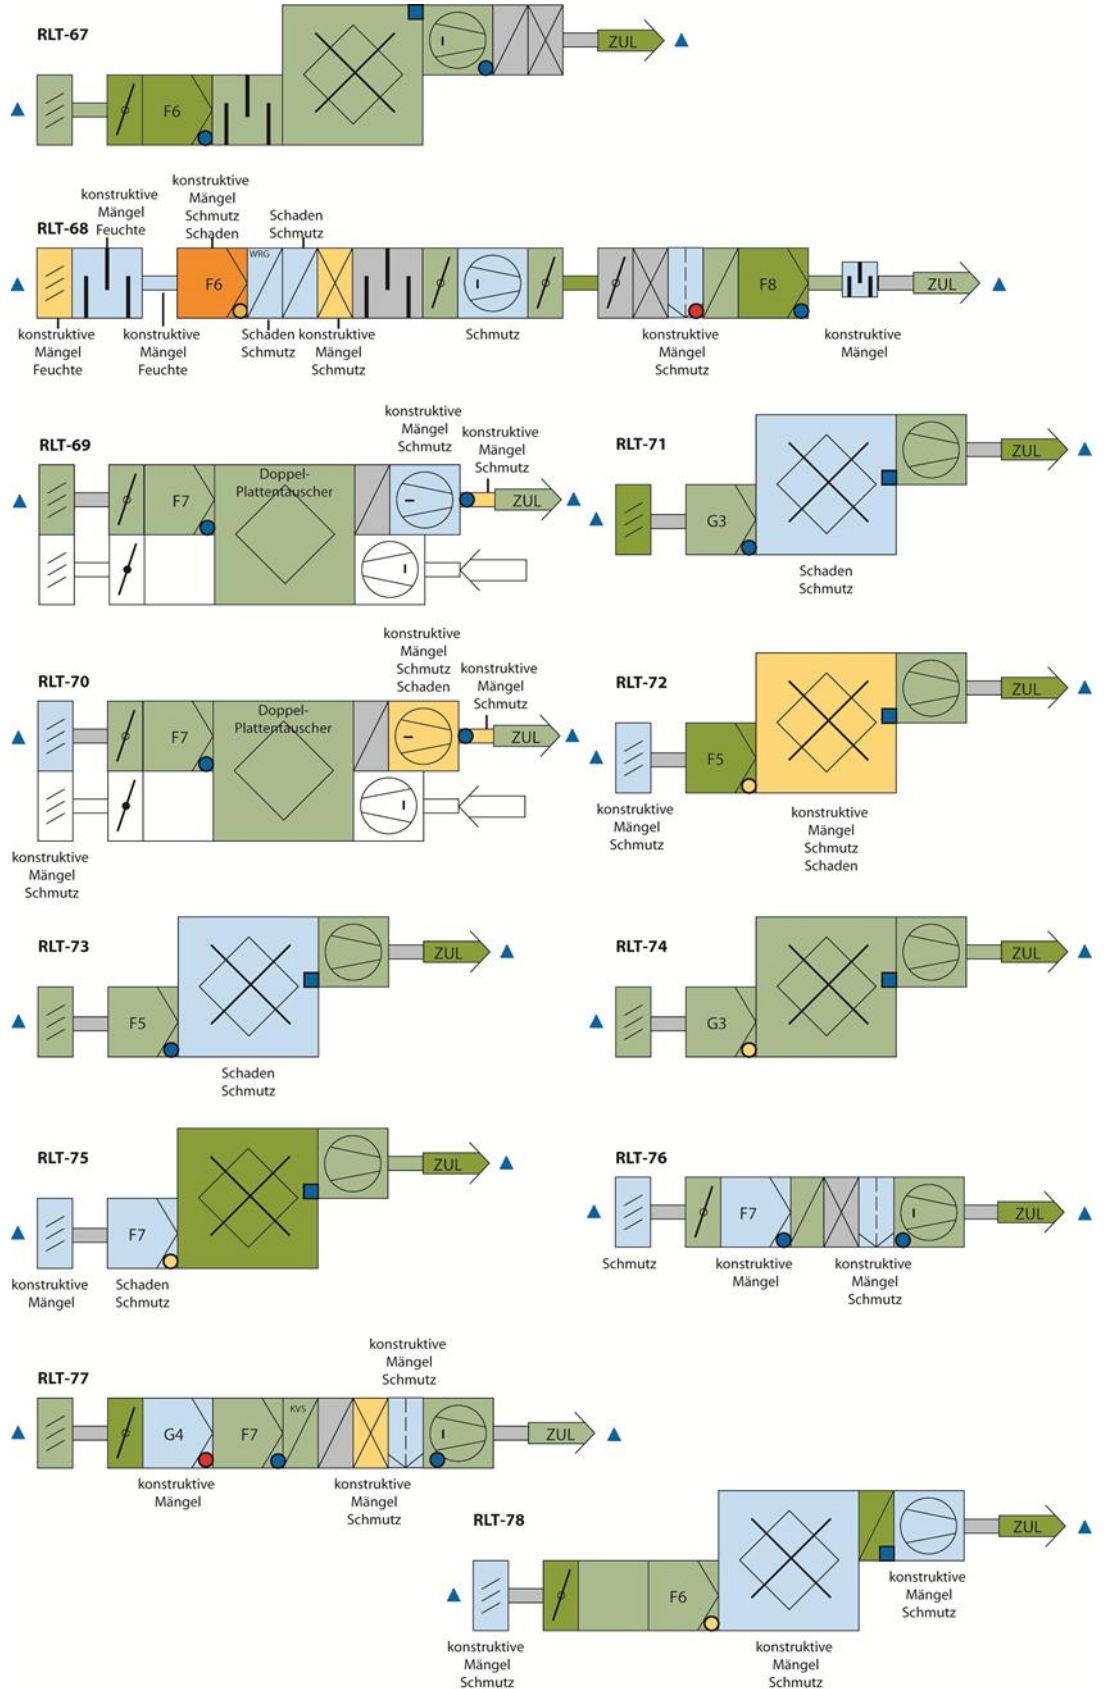 RLT-67
ZUL
F6
konstruktive
Mängel
Schmutz
Schaden
konstruktive
Mängel
Feuchte
Schaden
Schmutz
RLT-68
WRG
F6
F8
ZUL
konstruktive
Mängel
Feuchte
konstruktive
Mängel
Feuchte
Schaden
Schmutz
konstruktive
Mängel
Schmutz
Schmutz
konstruktive
Mängel
Schmutz
konstruktive
Mängel
konstruktive
Mängel
Schmutz
konstruktive
Mängel
Schmutz
RLT-69
Doppel-
Plattentauscher
F7
ZUL
RLT-71
ZUL
G3
Schaden
Schmutz
konstruktive
Mängel
Schmutz
Schaden
konstruktive
Mängel
Schmutz
RLT-70
Doppel-
Plattentauscher
F7
ZUL
konstruktive
Mängel
Schmutz
RLT-72
ZUL
F5
konstruktive
Mängel
Schmutz
konstruktive
Mängel
Schmutz
Schaden
RLT-73
ZUL
F5
Schaden
Schmutz
RLT-74
ZUL
G3
RLT-75
ZUL
F7
konstruktive
Mängel
Schaden
Schmutz
RLT-76
F7
ZUL
Schmutz
konstruktive
Mängel
konstruktive
Mängel
Schmutz
konstruktive
Mängel
Schmutz
RLT-77
G4
F7
KVS
ZUL
konstruktive
Mängel
konstruktive
Mängel
Schmutz
RLT-78
ZUL
F6
konstruktive
Mängel
Schmutz
konstruktive
Mängel
Schmutz
konstruktive
Mängel
Schmutz